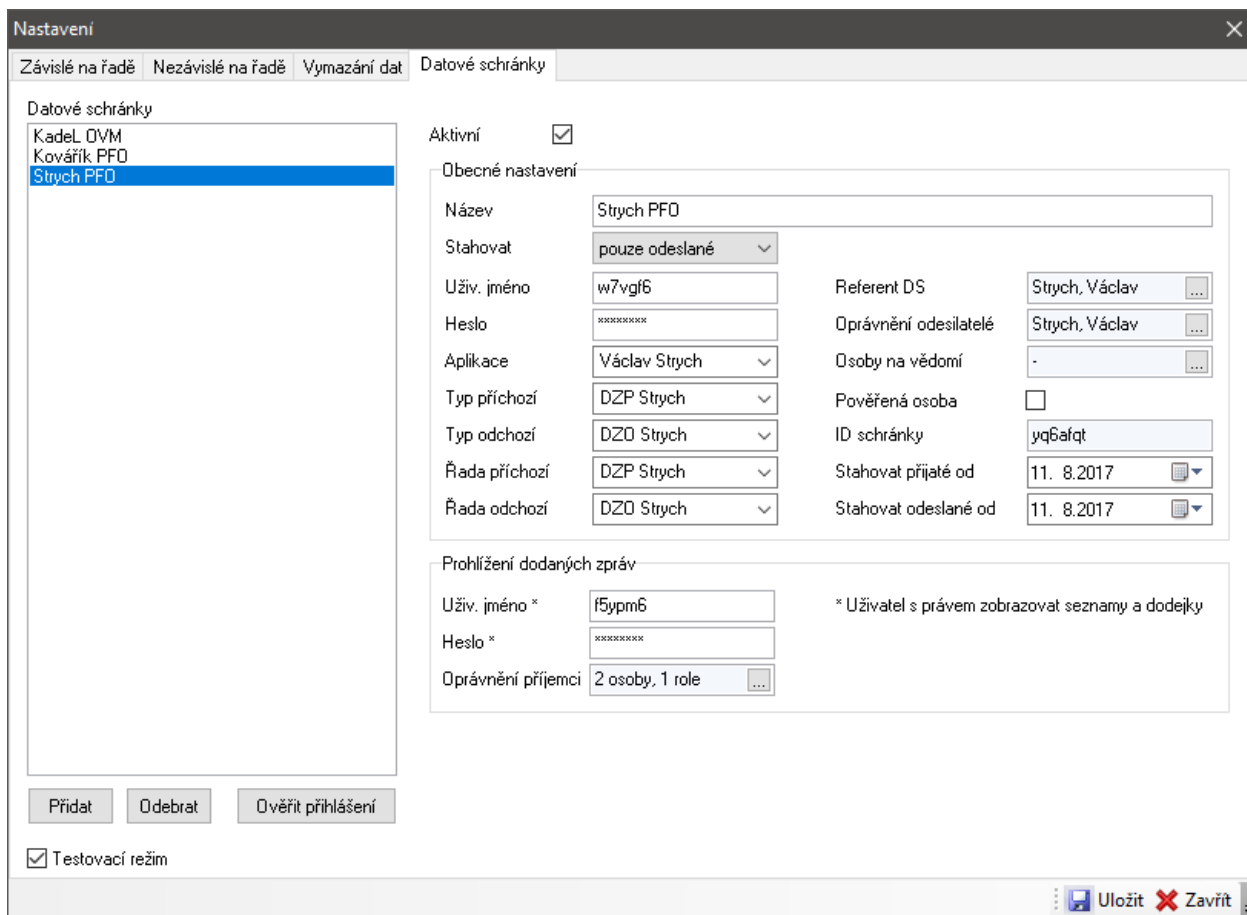 Nastavení
Závislé na řadě Nezávislé na řadě Vymazání dat Datové schránky
Datové schránky
KadeL OVM
Kovářík PFO
Strych PFO
Aktivní
Obecné nastavení
Název Strych PFO
Stahovat pouze odeslané
Uživ. jméno w7vgf6 Referent DS Strych, Václav ...
Heslo ******** Oprávnění odesilatelé Strych, Václav ...
Aplikace Václav Strych Osoby na vědomí - ...
Typ příchozí DZP Strych Pověřená osoba
Typ odchozí DZO Strych ID schránky yq6afqt
Řada příchozí DZP Strych Stahovat přijaté od 11. 8.2017
Řada odchozí DZO Strych Stahovat odeslané od 11. 8.2017
Prohlížení dodaných zpráv
Uživ. jméno * f5ypm6 * Uživatel s právem zobrazovat seznamy a dodejky
Heslo * ********
Oprávnění příjemci 2 osoby, 1 role ...
Přidat Odebrat Ověřit přihlášení
Testovací režim
Uložit Zavřít